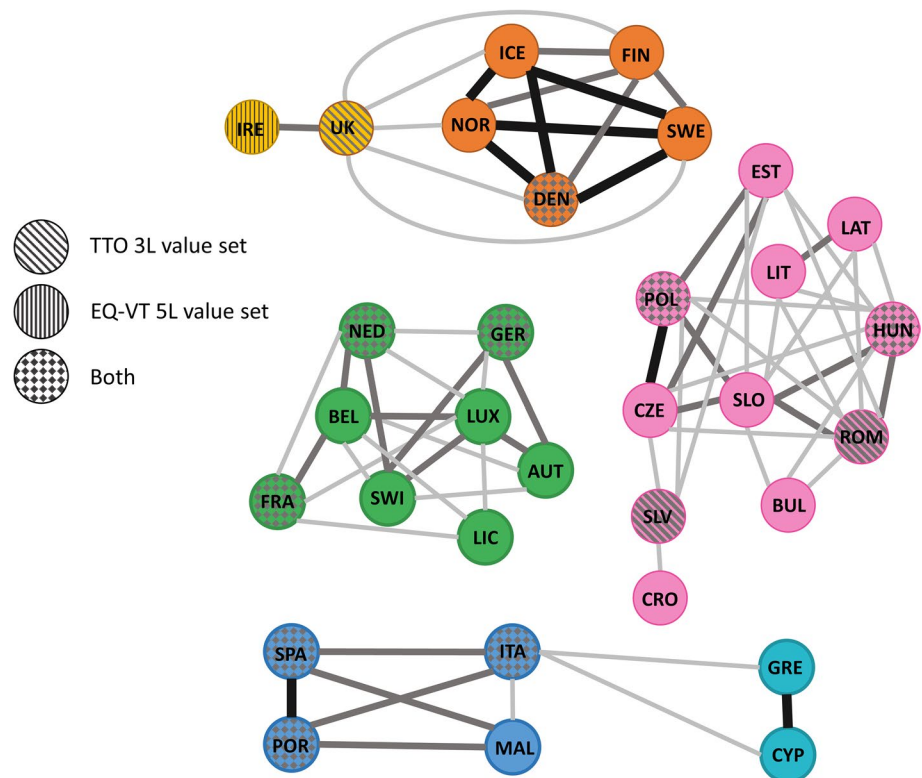 ICE
FIN
IRE
UK
NOR
SWE
DEN
EST
LAT
LIT
TTO 3L value set
POL
EQ-VT 5L value set
HUN
NED
GER
Both
CZE
SLO
BEL
LUX
ROM
AUT
FRA
SWI
SLV
BUL
LIC
CRO
SPA
ITA
GRE
POR
MAL
CYP